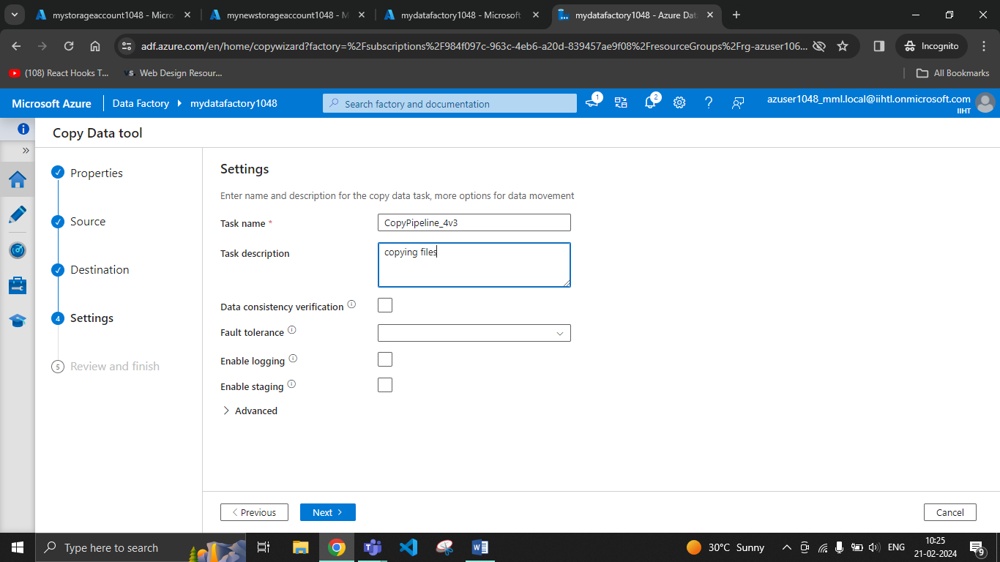 mystorageaccount1048 - Micro
mynewstorageaccount1048 - M
mydatafactory1048 - Microsoft
mydatafactory1048 - Azure Dat
adf.azure.com/en/home/copywizard?factory=%2Fsubscriptions%2F984f097c-963c-4eb6-a20d-839457ae9f08%2FresourceGroups%2Frg-azuser106...
Incognito
(108) React Hooks T...
VS.
Web Design Resour...
All Bookmarks
Microsoft Azure
Data Factory
mydatafactory1048
Search factory and documentation
1
2
azuser1048_mml.local@iihtl.onmicrosoft.com
IIHT
Copy Data tool
Properties
Source
Destination
4 Settings
5 Review and finish
Settings
Enter name and description for the copy data task, more options for data movement
Task name *
CopyPipeline_4v3
Task description
copying files
Data consistency verification
Fault tolerance
Enable logging
Enable staging
Advanced
Previous
Next
Cancel
Type here to search
30°C Sunny
ENG
10:25
21-02-2024
9